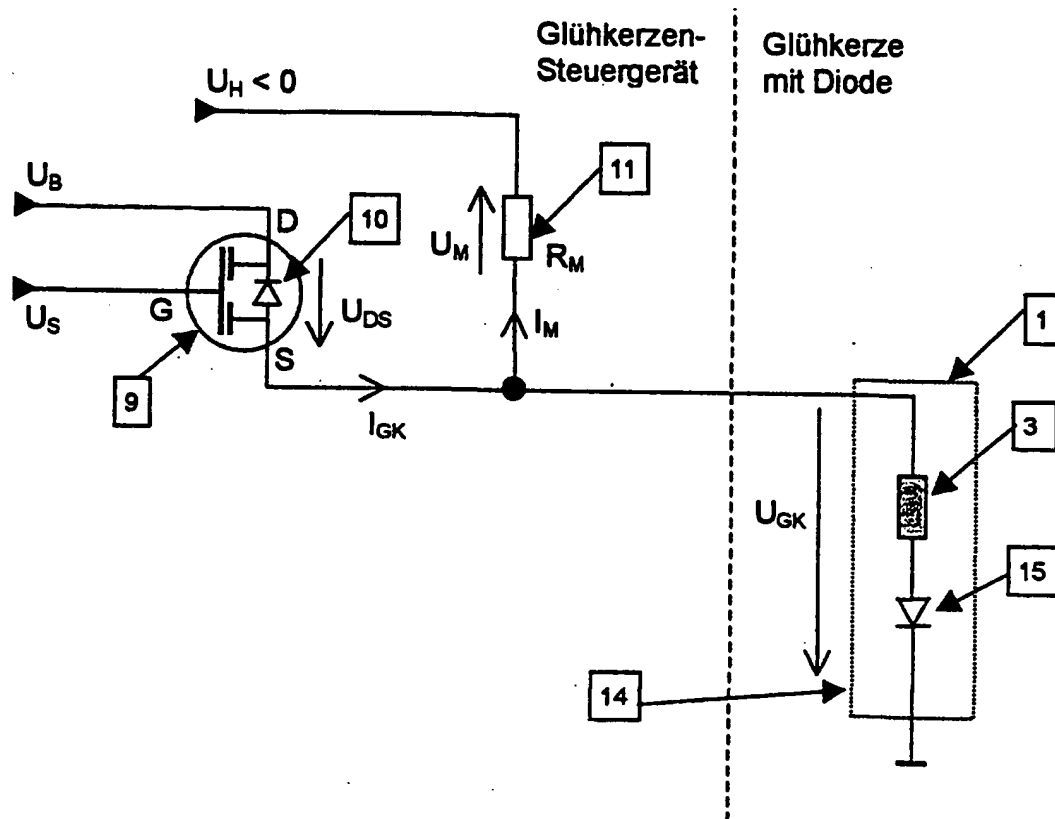 Glühkerzen-
Steuergerät
Glühkerze
mit Diode
U_H < 0
11
U_B
D
10
U_M
R_M
U_DS
G
U_S
I_M
S
1
9
I_GK
3
U_GK
15
14